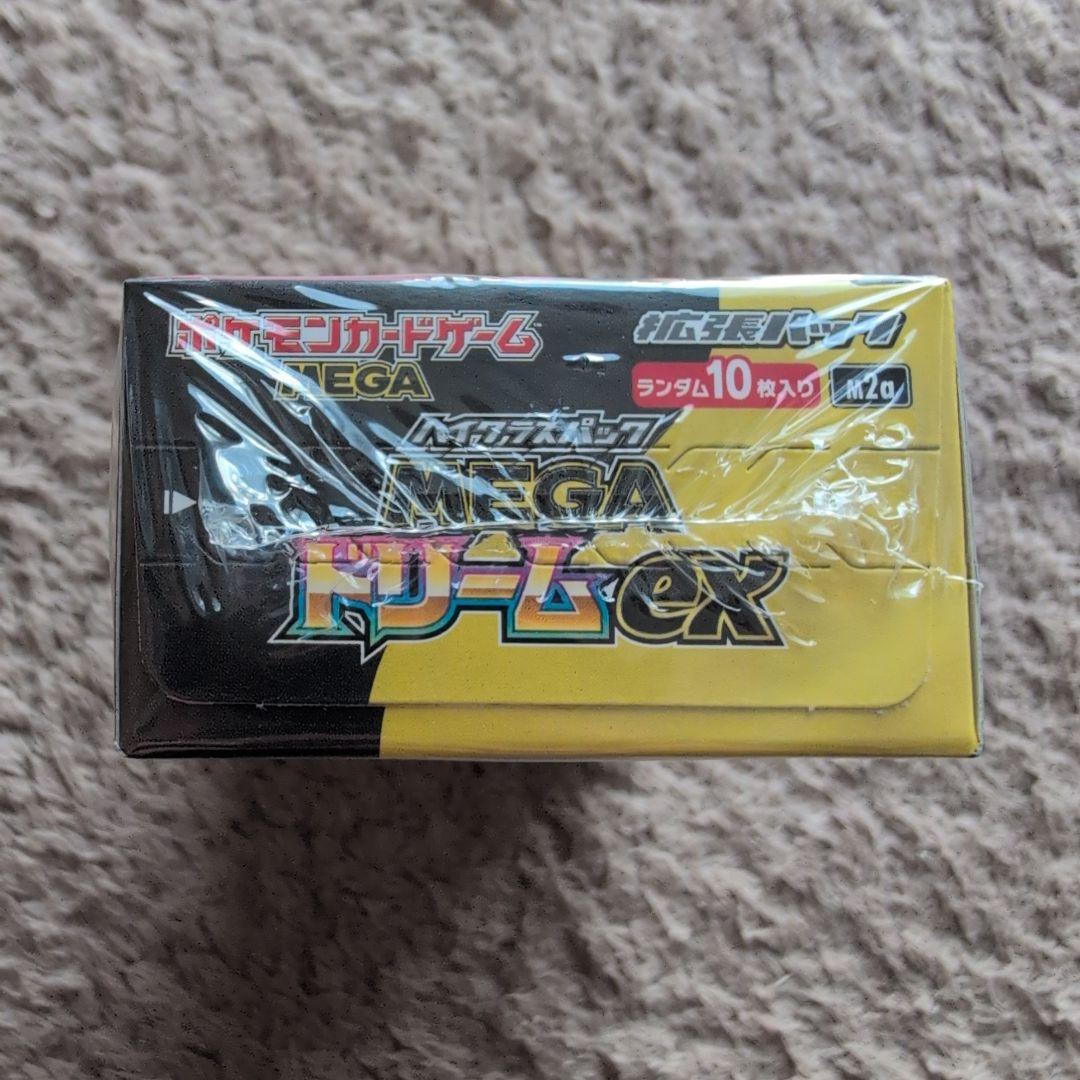 ポケモンカードゲーム
MEGA
拡張パック
ランダム10枚入り M2a
ハイクラスパック
MEGA
ドリームex